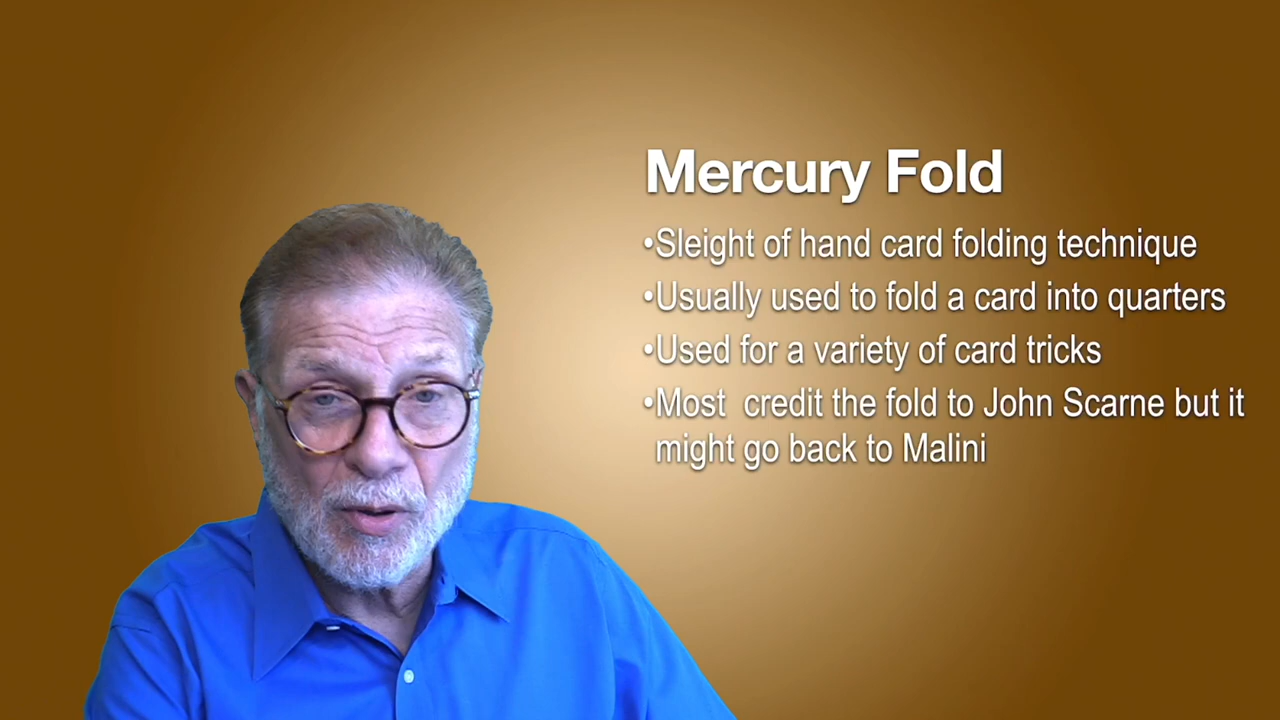 Mercury Fold
•Sleight of hand card folding technique
•Usually used to fold a card into quarters
•Used for a variety of card tricks
•Most  credit the fold to John Scarne but it
might go back to Malini